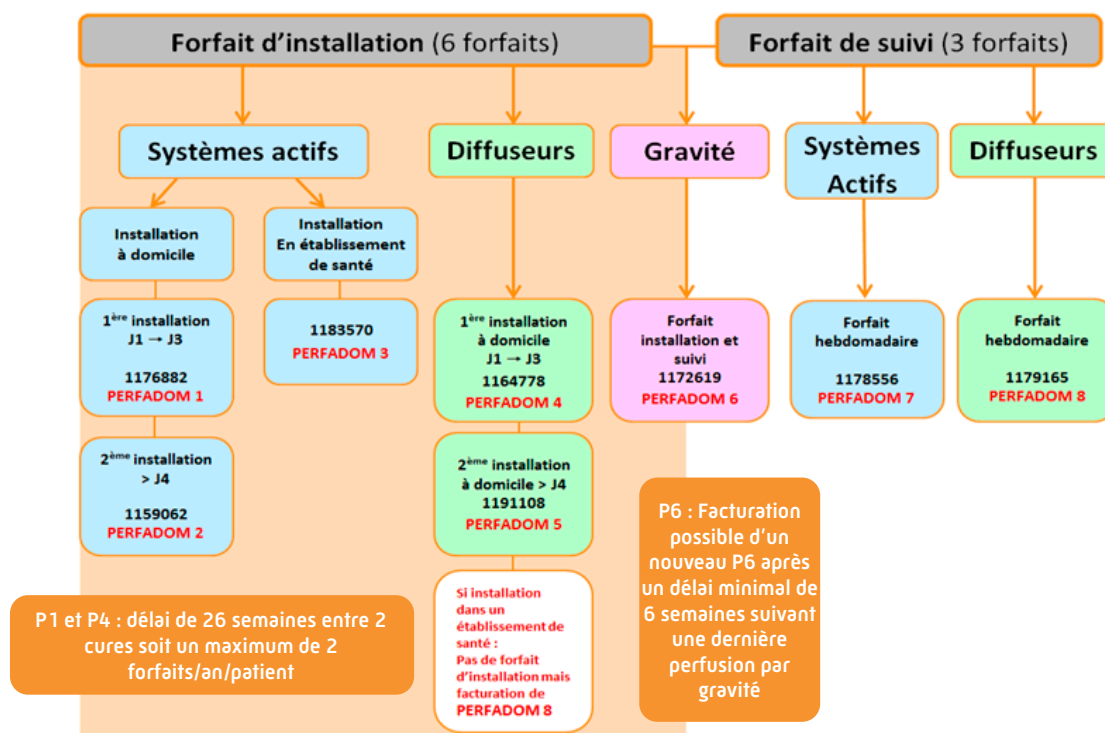 Forfait d'installation (6 forfaits)
Forfait de suivi (3 forfaits)
Systèmes actifs
Diffuseurs
Gravité
Systèmes
Actifs
Diffuseurs
Installation
à domicile
Installation
En établissement
de santé
1ère installation
J1 → J3
1176882
PERFADOM 1
1183570
PERFADOM 3
1ère installation
à domicile
J1 → J3
1164778
PERFADOM 4
Forfait
installation et
suivi
1172619
PERFADOM 6
Forfait
hebdomadaire
1178556
PERFADOM 7
Forfait
hebdomadaire
1179165
PERFADOM 8
2ème installation
> J4
1159062
PERFADOM 2
2ème installation
à domicile > J4
1191108
PERFADOM 5
P1 et P4 : délai de 26 semaines entre 2
cures soit un maximum de 2
forfaits/an/patient
Si installation
dans un
établissement de
santé :
Pas de forfait
d'installation mais
facturation de
PERFADOM 8
P6 : Facturation
possible d'un
nouveau P6 après
un délai minimal de
6 semaines suivant
une dernière
perfusion par
gravité